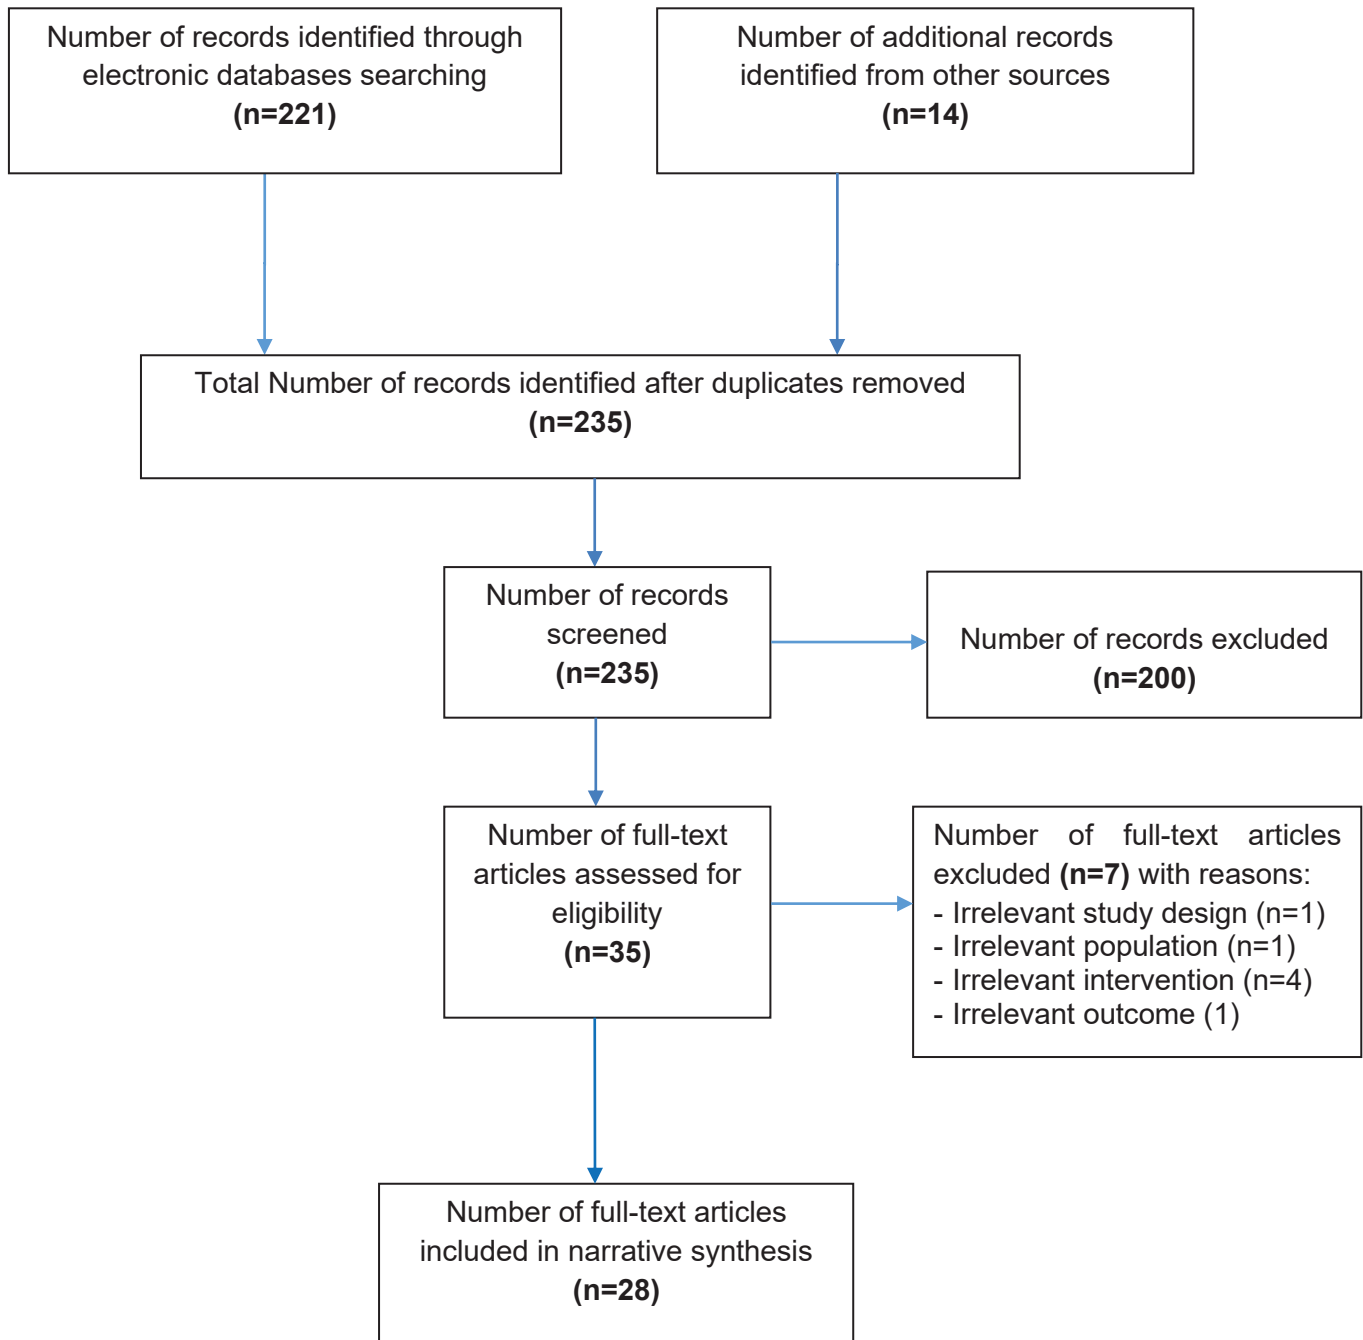 Number of records identified through
electronic databases searching
(n=221)
Number of additional records
identified from other sources
(n=14)
Total Number of records identified after duplicates removed
(n=235)
Number of records
screened
(n=235)
Number of records excluded
(n=200)
Number of full-text
articles assessed for
eligibility
(n=35)
Number of full-text articles
excluded (n=7) with reasons:
- Irrelevant study design (n=1)
- Irrelevant population (n=1)
- Irrelevant intervention (n=4)
- Irrelevant outcome (1)
Number of full-text articles
included in narrative synthesis
(n=28)